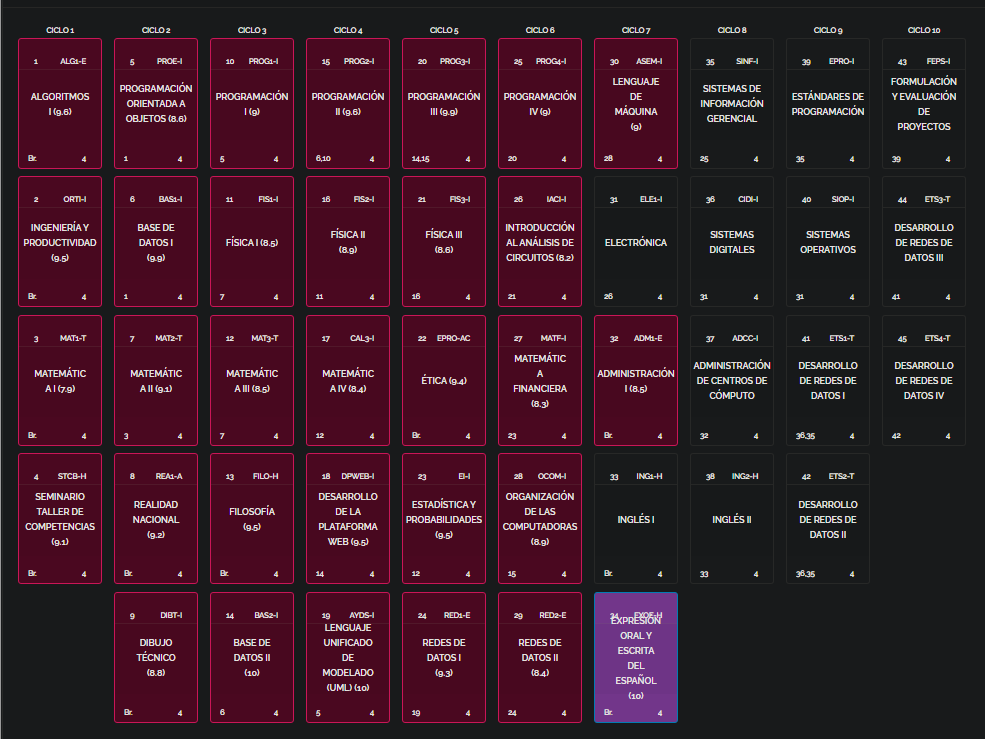 CICLO 1 CICLO 2 CICLO 3 CICLO 4 CICLO 5 CICLO 6 CICLO 7 CICLO 8 CICLO 9 CICLO 10
1 ALG1-E
ALGORITMOS
I (9.6)
Br. 4
5 PROE-I
PROGRAMACIÓN
ORIENTADA A
OBJETOS (8.6)
1 4
10 PROG1-I
PROGRAMACIÓN
I (9)
5 4
15 PROG2-I
PROGRAMACIÓN
II (9.6)
6,10 4
20 PROG3-I
PROGRAMACIÓN
III (9.9)
14,15 4
25 PROG4-I
PROGRAMACIÓN
IV (9)
20 4
30 ASEM-I
LENGUAJE
DE
MÁQUINA
(9)
28 4
35 SINF-I
SISTEMAS DE
INFORMACIÓN
GERENCIAL
25 4
39 EPRO-I
ESTÁNDARES DE
PROGRAMACIÓN
35 4
43 FEPS-I
FORMULACIÓN
Y EVALUACIÓN
DE
PROYECTOS
39 4
2 ORTI-I
INGENIERÍA Y
PRODUCTIVIDAD
(9.5)
Br. 4
6 BAS1-I
BASE DE
DATOS I
(9.9)
1 4
11 FIS1-I
FÍSICA I (8.5)
7 4
16 FIS2-I
FÍSICA II
(8.9)
11 4
21 FIS3-I
FÍSICA III
(8.6)
16 4
26 IACI-I
INTRODUCCIÓN
AL ANÁLISIS DE
CIRCUITOS (8.2)
21 4
31 ELE1-I
ELECTRÓNICA
26 4
36 CIDI-I
SISTEMAS
DIGITALES
31 4
40 SIOP-I
SISTEMAS
OPERATIVOS
31 4
44 ETS3-T
DESARROLLO
DE REDES DE
DATOS III
41 4
3 MAT1-T
MATEMÁTIC
A I (7.9)
Br. 4
7 MAT2-T
MATEMÁTIC
A II (9.1)
3 4
12 MAT3-T
MATEMÁTIC
A III (8.5)
7 4
17 CAL3-I
MATEMÁTIC
A IV (8.4)
12 4
22 EPRO-AC
ÉTICA (9.4)
Br. 4
27 MATF-I
MATEMÁTIC
A
FINANCIERA
(8.3)
23 4
32 ADM1-E
ADMINISTRACIÓN
I (8.5)
Br. 4
37 ADCC-I
ADMINISTRACIÓN
DE CENTROS DE
CÓMPUTO
32 4
41 ETS1-T
DESARROLLO
DE REDES DE
DATOS I
36,35 4
45 ETS4-T
DESARROLLO
DE REDES DE
DATOS IV
42 4
4 STCB-H
SEMINARIO
TALLER DE
COMPETENCIAS
(9.1)
Br. 4
8 REA1-A
REALIDAD
NACIONAL
(9.2)
Br. 4
13 FILO-H
FILOSOFÍA
(9.5)
Br. 4
18 DPWEB-I
DESARROLLO
DE LA
PLATAFORMA
WEB (9.5)
14 4
23 EI-I
ESTADÍSTICA Y
PROBABILIDADES
(9.5)
12 4
28 OCOM-I
ORGANIZACIÓN
DE LAS
COMPUTADORAS
(8.9)
15 4
33 ING1-H
INGLÉS I
Br. 4
38 ING2-H
INGLÉS II
33 4
42 ETS2-T
DESARROLLO
DE REDES DE
DATOS II
36,35 4
9 DIBT-I
DIBUJO
TÉCNICO
(8.8)
Br. 4
14 BAS2-I
BASE DE
DATOS II
(10)
6 4
19 AYDS-I
LENGUAJE
UNIFICADO
DE
MODELADO
(UML) (10)
5 4
24 RED1-E
REDES DE
DATOS I
(9.3)
19 4
29 RED2-E
REDES DE
DATOS II
(8.4)
24 4
34 EXOE-H
EXPRESIÓN
ORAL Y
ESCRITA
DEL
ESPAÑOL
(10)
Br. 4